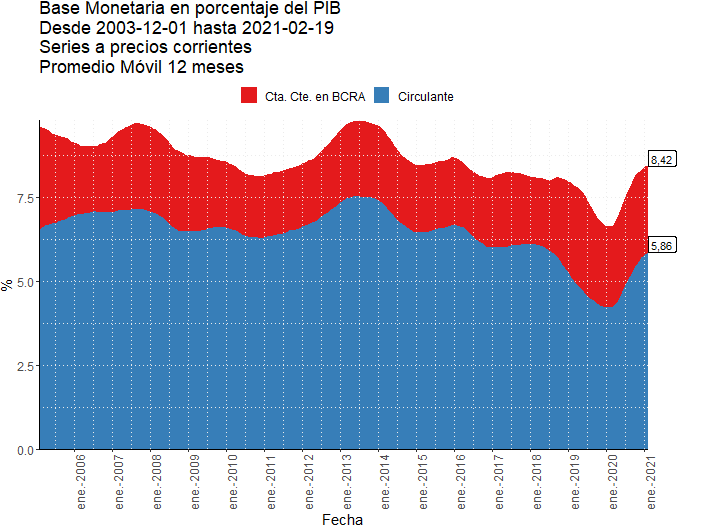 Base Monetaria en porcentaje del PIB
Desde 2003-12-01 hasta 2021-02-19
Series a precios corrientes
Promedio Móvil 12 meses
Cta. Cte. en BCRA
Circulante
8,42
5,86
7.5
5.0
2.5
0.0
%
ene.-2006
ene.-2007
ene.-2008
ene.-2009
ene.-2010
ene.-2011
ene.-2012
ene.-2013
ene.-2014
ene.-2015
ene.-2016
ene.-2017
ene.-2018
ene.-2019
ene.-2020
ene.-2021
Fecha